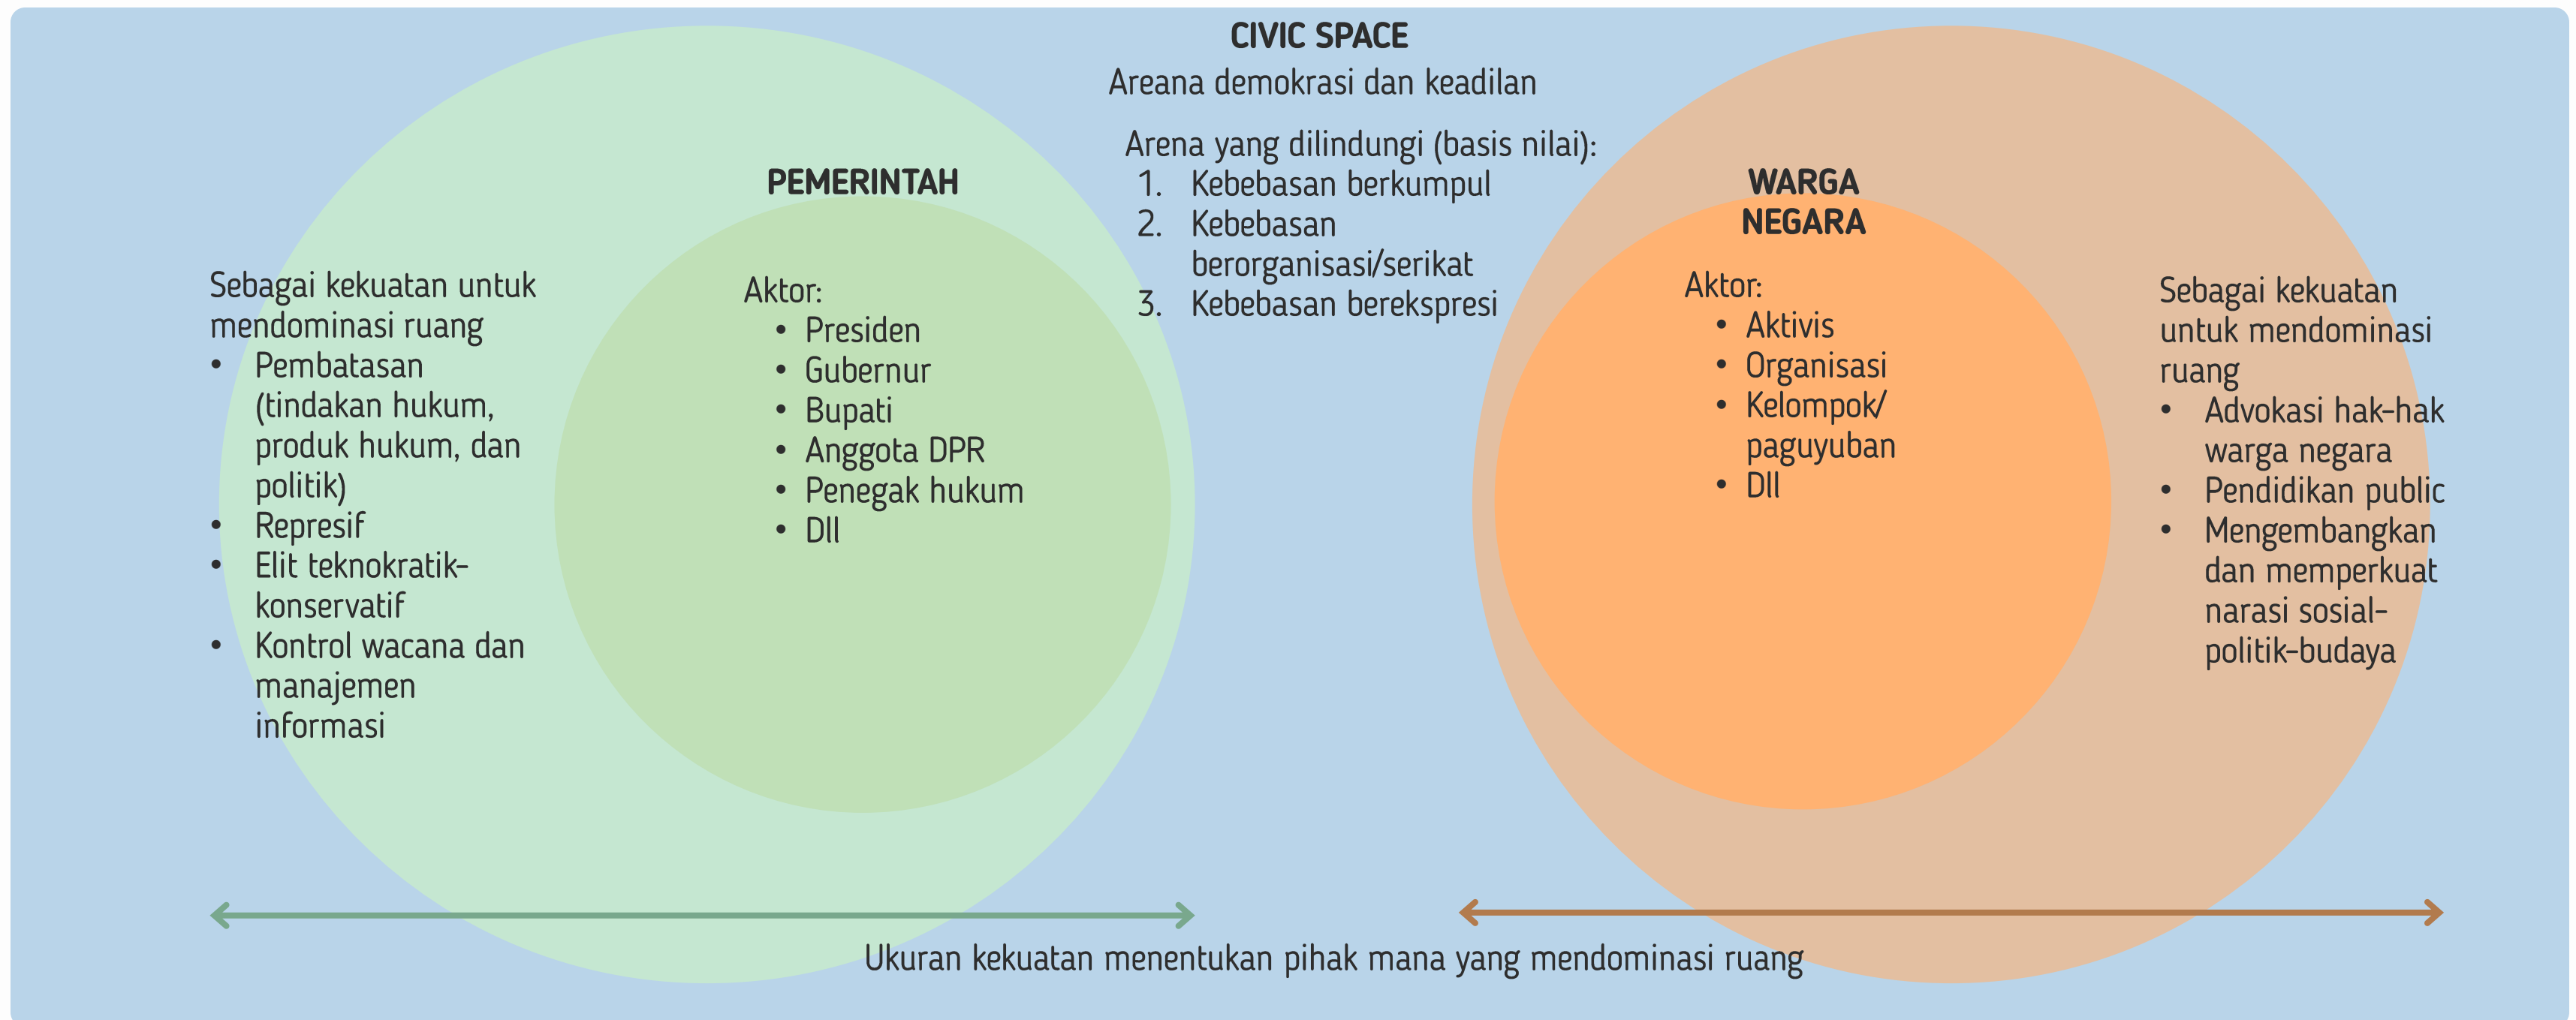 CIVIC SPACE
Areana demokrasi dan keadilan
Arena yang dilindungi (basis nilai):
1. Kebebasan berkumpul
2. Kebebasan
berorganisasi/serikat
3. Kebebasan berekspresi
Sebagai kekuatan untuk
mendominasi ruang
• Pembatasan
(tindakan hukum,
produk hukum, dan
politik)
• Represif
• Elit teknokratik-
konservatif
• Kontrol wacana dan
manajemen
informasi
PEMERINTAH
Aktor:
• Presiden
• Gubernur
• Bupati
• Anggota DPR
• Penegak hukum
• Dll
WARGA
NEGARA
Aktor:
• Aktivis
• Organisasi
• Kelompok/
paguyuban
• Dll
Sebagai kekuatan
untuk mendominasi
ruang
• Advokasi hak-hak
warga negara
• Pendidikan public
• Mengembangkan
dan memperkuat
narasi sosial-
politik-budaya
Ukuran kekuatan menentukan pihak mana yang mendominasi ruang